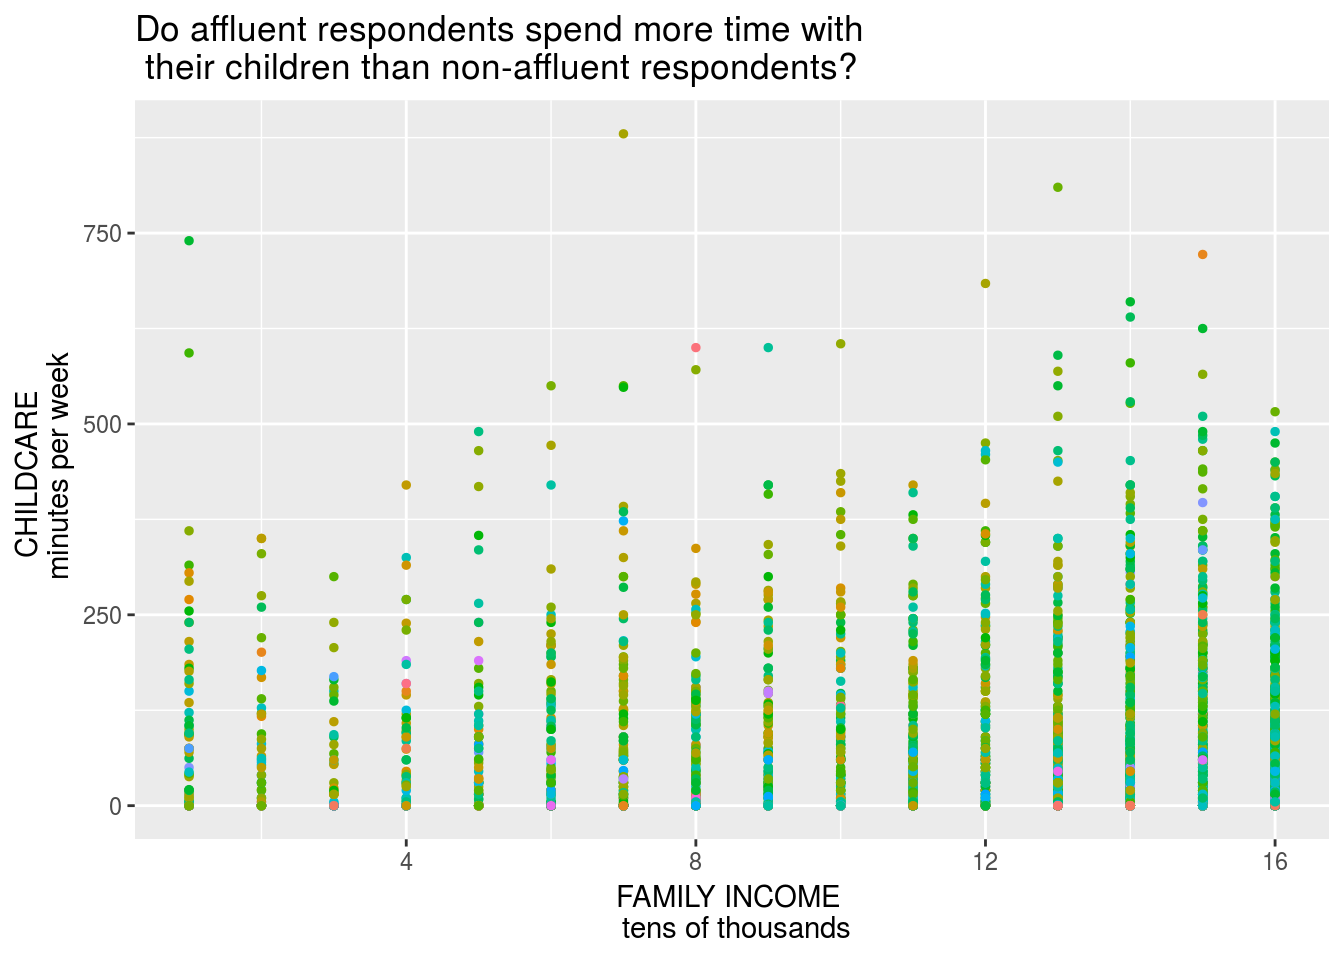 Do affluent respondents spend more time with
their children than non-affluent respondents?
CHILDCARE
minutes per week
750
500
250
0
4
8
12
16
FAMILY INCOME
tens of thousands